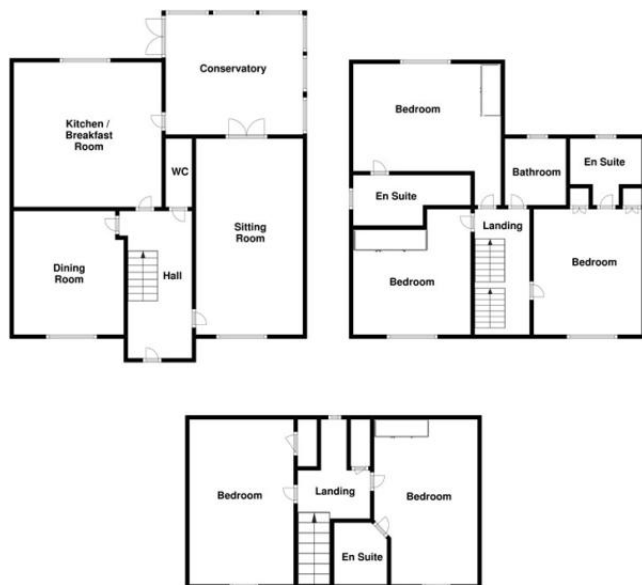 Conservatory
Kitchen /
Breakfast
Room
WC
Sitting
Room
Dining
Room
Hall
Bedroom
Bathroom
En Suite
En Suite
Landing
Bedroom
Bedroom
Bedroom
Landing
Bedroom
En Suite